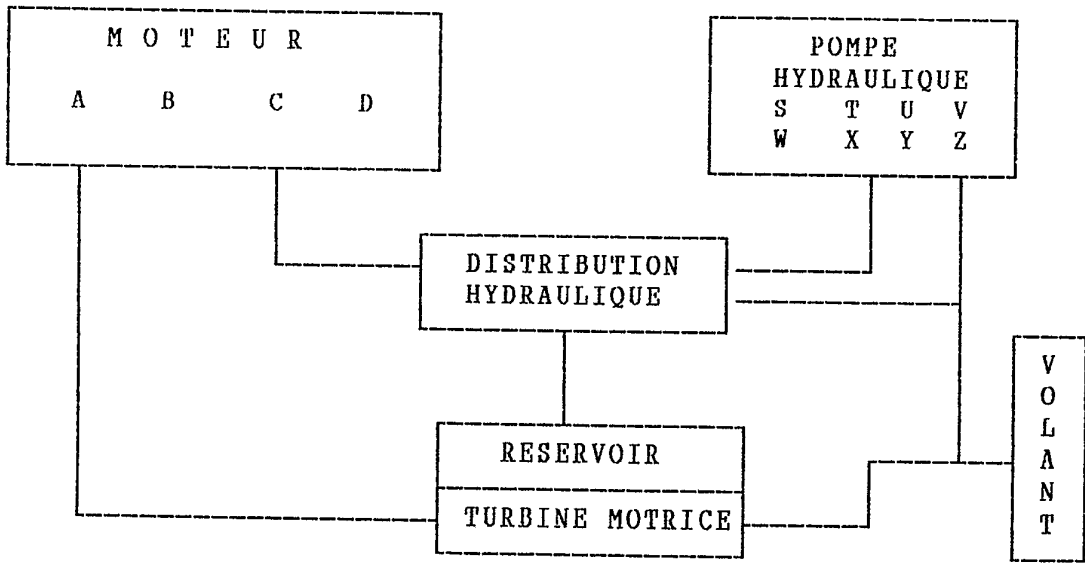 M O T E U R
A B C D
POMPE
HYDRAULIQUE
S T U V
W X Y Z
DISTRIBUTION
HYDRAULIQUE
RESERVOIR
TURBINE MOTRICE
V
O
L
A
N
T